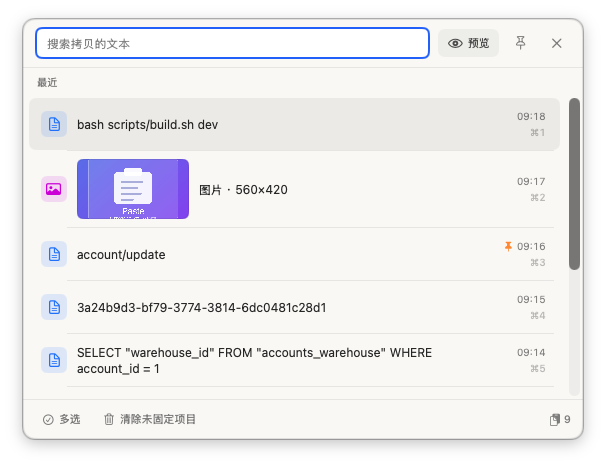 搜索拷贝的文本
预览
最近
bash scripts/build.sh dev
09:18
⌘1
Paste
图片 · 560×420
09:17
⌘2
account/update
09:16
⌘3
3a24b9d3-bf79-3774-3814-6dc0481c28d1
09:15
⌘4
SELECT "warehouse_id" FROM "accounts_warehouse" WHERE
account_id = 1
09:14
⌘5
多选
清除未固定项目
9